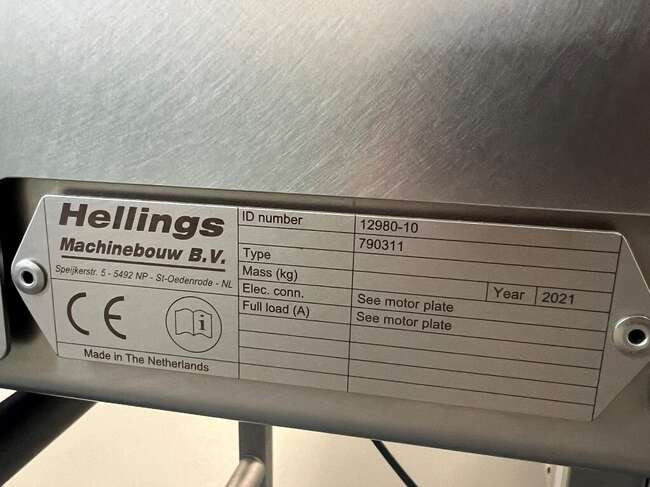 Hellings
Machinebouw B.V.
Speijkerstr. 5 - 5492 NP - St-Oedenrode - NL
CE
i
Made in The Netherlands
ID number 12980-10
790311
Type
Mass (kg) Year 2021
Elec. conn. See motor plate
Full load (A) See motor plate